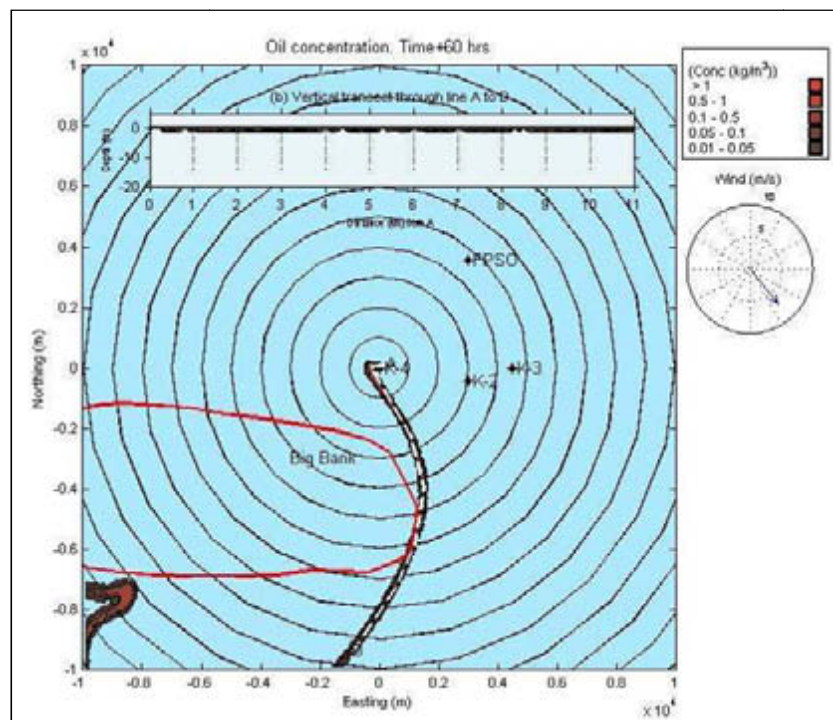 Oil concentration. Time+60 hrs
× 10⁴
(b) Vertical transect through line A to B
Depth (m)
0
-10
-20
0 1 2 3 4 5 6 7 8 9 10 11
(Conc (kg/m³))
> 1
0.5 - 1
0.1 - 0.5
0.05 - 0.1
0.01 - 0.05
Wind (m/s)
5
FPSO
K-4
K-2
K-3
Big Bank
Northing (m)
1
0.8
0.6
0.4
0.2
0
-0.2
-0.4
-0.6
-0.8
-1
-1 -0.8 -0.6 -0.4 -0.2 0 0.2 0.4 0.6 0.8 1
Easting (m)